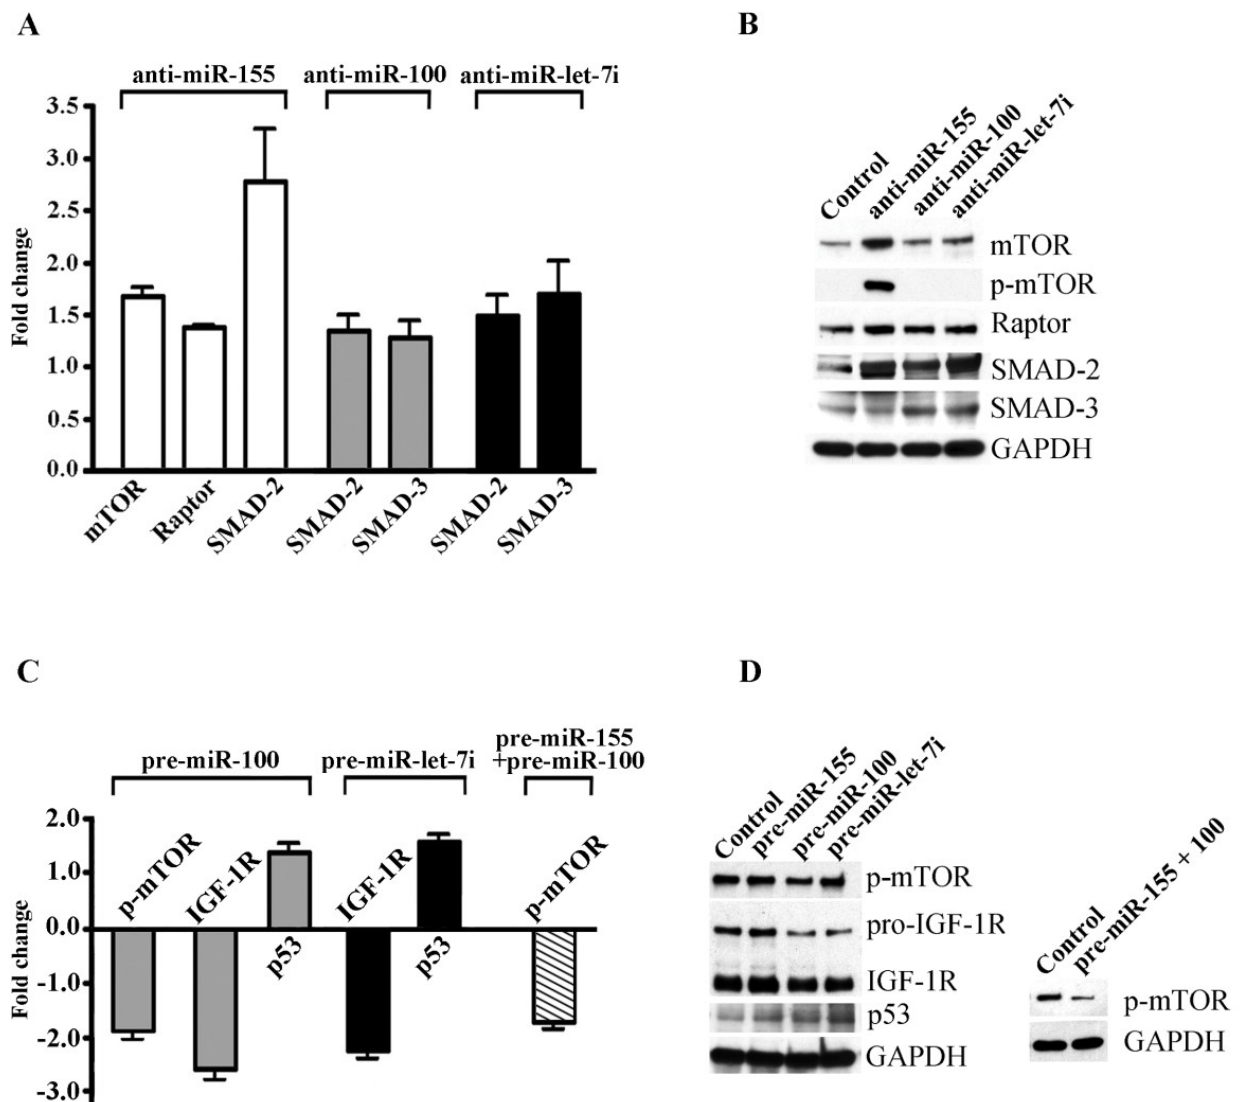 A
anti-miR-155 anti-miR-100 anti-miR-let-7i
3.5
3.0
2.5
2.0
1.5
1.0
0.5
0.0
Fold change
mTOR Raptor SMAD-2 SMAD-2 SMAD-3 SMAD-2 SMAD-3
B
Control anti-miR-155 anti-miR-100 anti-miR-let-7i
mTOR
p-mTOR
Raptor
SMAD-2
SMAD-3
GAPDH
C
pre-miR-100 pre-miR-let-7i pre-miR-155
+pre-miR-100
2.0
1.0
0.0
-1.0
-2.0
-3.0
Fold change
p-mTOR IGF-1R p53 IGF-1R p53 p-mTOR
D
Control pre-miR-155 pre-miR-100 pre-miR-let-7i
p-mTOR
pro-IGF-1R
IGF-1R
p53
GAPDH
Control pre-miR-155 + 100
p-mTOR
GAPDH